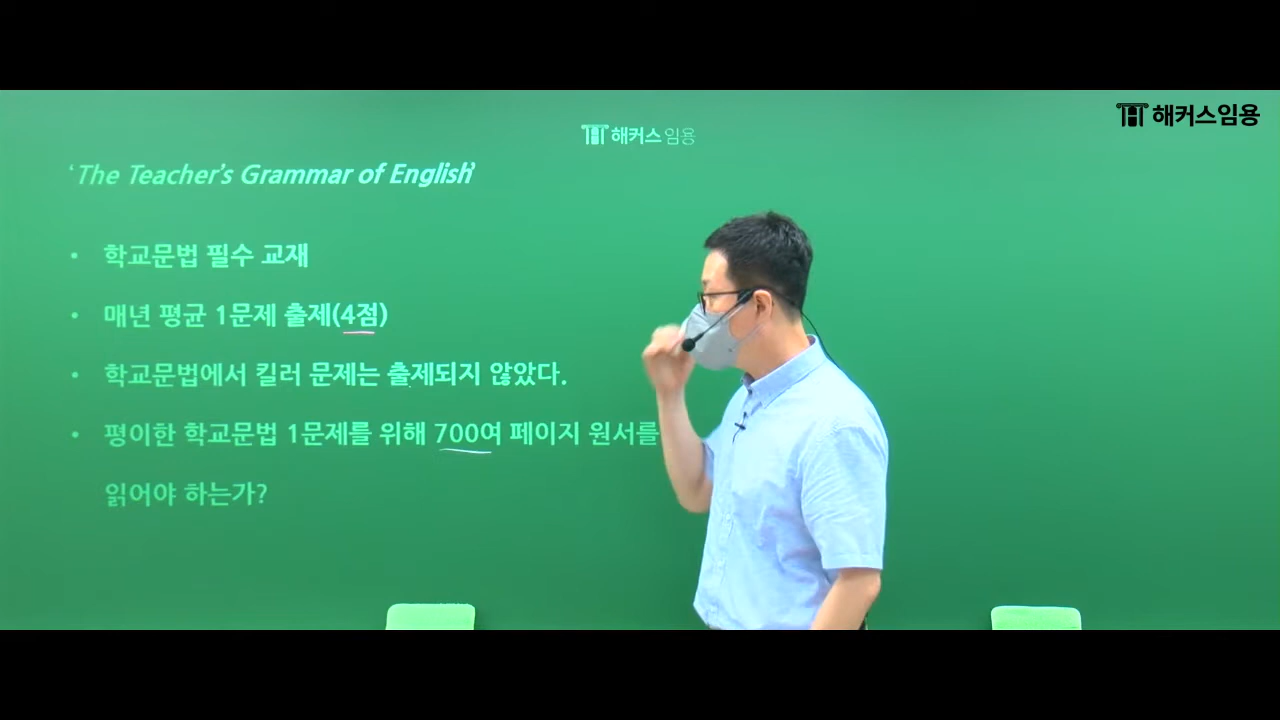 해커스임용
해커스임용
'The Teacher's Grammar of English'
• 학교문법 필수 교재
• 매년 평균 1문제 출제(4점)
• 학교문법에서 킬러 문제는 출제되지 않았다.
• 평이한 학교문법 1문제를 위해 700여 페이지 원서를
읽어야 하는가?